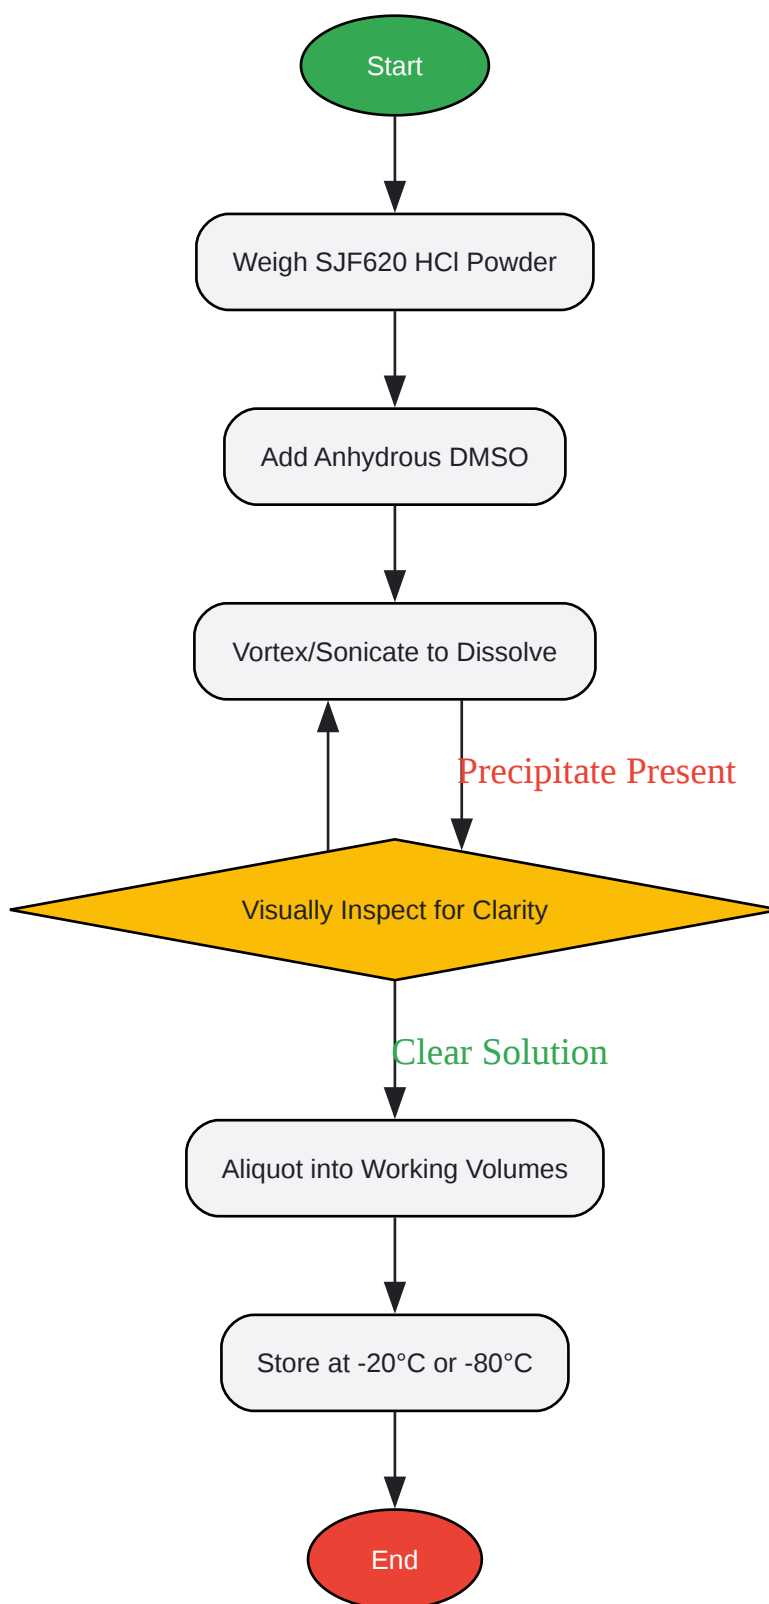 Start
Weigh SJF620 HCl Powder
Add Anhydrous DMSO
Vortex/Sonicate to Dissolve
Precipitate Present
Visually Inspect for Clarity
Clear Solution
Aliquot into Working Volumes
Store at -20°C or -80°C
End